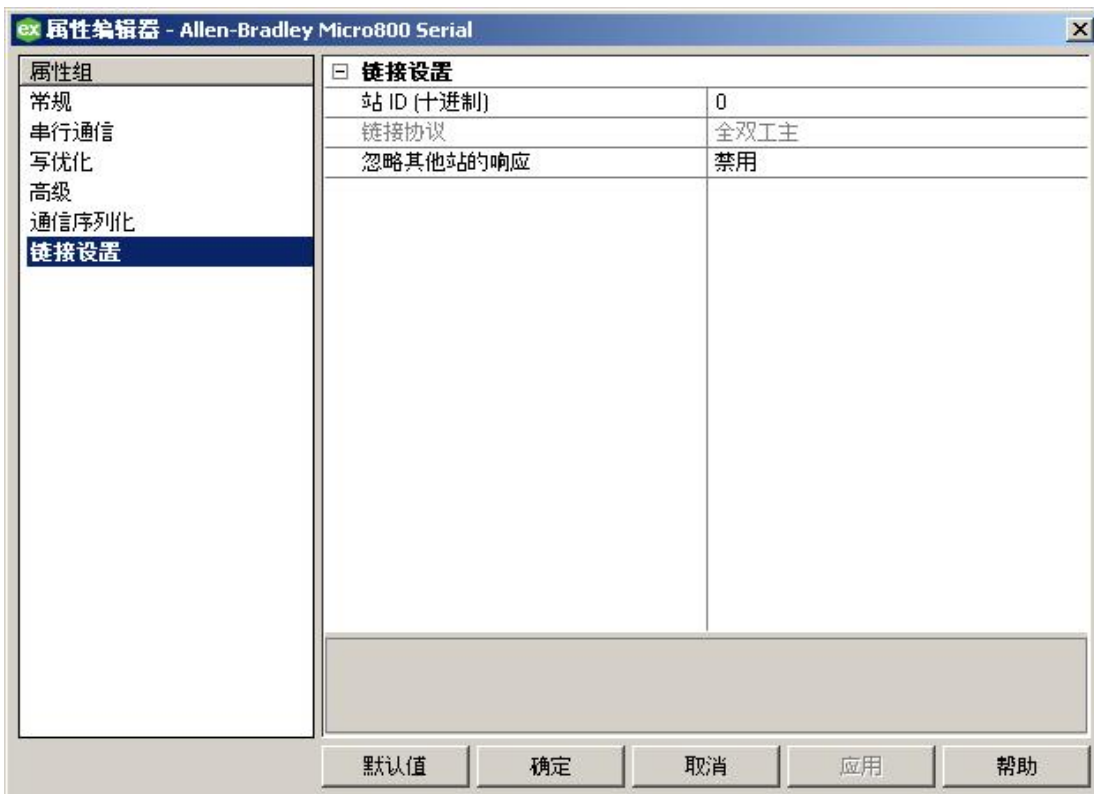 ex 属性编辑器 - Allen-Bradley Micro800 Serial
属性组
常规
串行通信
写优化
高级
通信序列化
链接设置
链接设置
站 ID (十进制) 0
链接协议 全双工主
忽略其他站的响应 禁用
默认值 确定 取消 应用 帮助